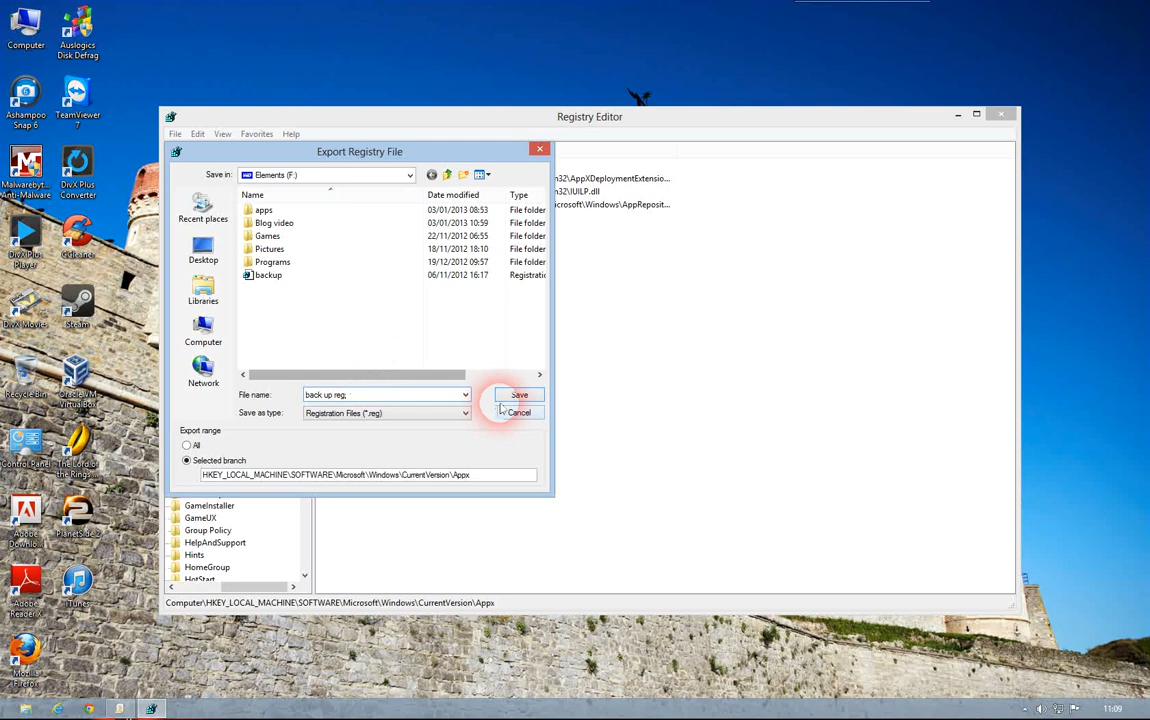 Computer
Auslogics
Disk Defrag
Ashampoo
Snap 6
TeamViewer
7
Malwarebyt...
Anti-Malware
DivX Plus
Converter
DivX Plus
Player
CCleaner
DivX Movies
Steam
Recycle Bin
Oracle VM
VirtualBox
Control Panel
The Lord of
the Rings...
Adobe
Downlo...
PlanetSide 2
Adobe
Reader X
iTunes
Mozilla
Firefox
Registry Editor
File Edit View Favorites Help
Export Registry File
Save in: Elements (F:)
Name Date modified Type
apps 03/01/2013 08:53 File folder
Blog video 03/01/2013 10:59 File folder
Games 22/11/2012 06:55 File folder
Pictures 18/11/2012 18:10 File folder
Programs 19/12/2012 09:57 File folder
backup 06/11/2012 16:17 Registratic
Recent places
Desktop
Libraries
Computer
Network
File name: back up reg; Save
Save as type: Registration Files (*.reg) Cancel
Export range
All
Selected branch
HKEY_LOCAL_MACHINE\SOFTWARE\Microsoft\Windows\CurrentVersion\Appx
m32\AppXDeploymentExtensio...
m32\IUILP.dll
icrosoft\Windows\AppReposit...
GameInstaller
GameUX
Group Policy
HelpAndSupport
Hints
HomeGroup
HotStart
Computer\HKEY_LOCAL_MACHINE\SOFTWARE\Microsoft\Windows\CurrentVersion\Appx
11:09